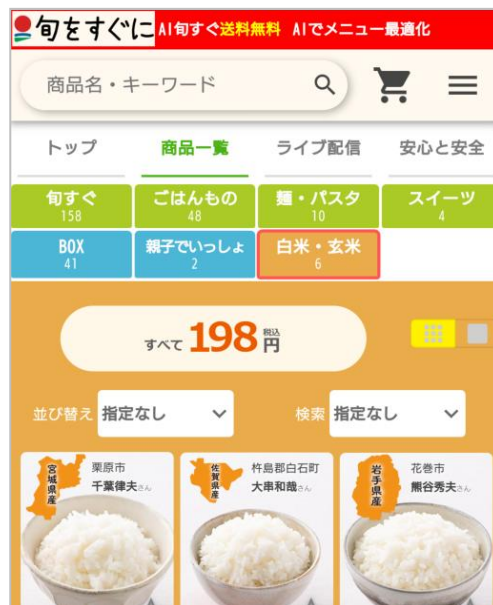 旬をすぐに AI旬すぐ送料無料 AIでメニュー最適化
商品名・キーワード
トップ 商品一覧 ライブ配信 安心と安全
旬すぐ ごはんもの 麺・パスタ スイーツ
158 48 10 4
BOX 親子でいっしょ 白米・玄米
41 2 6
すべて 198 税込 円
並び替え 指定なし 検索 指定なし
宮城県産 栗原市 千葉律夫さん
佐賀県産 杵島郡白石町 大串和哉さん
岩手県産 花巻市 熊谷秀夫さん